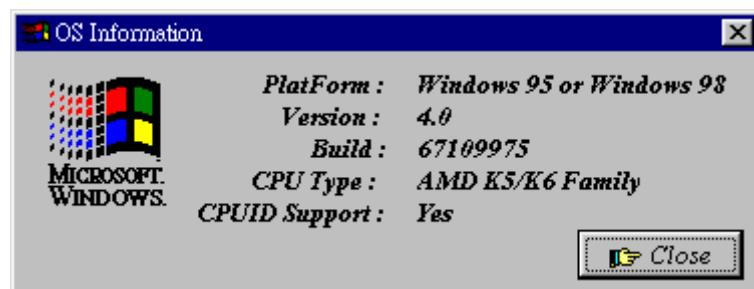 OS Information
MICROSOFT.
WINDOWS.
PlatForm : Windows 95 or Windows 98
Version : 4.0
Build : 67109975
CPU Type : AMD K5/K6 Family
CPUID Support : Yes
Close